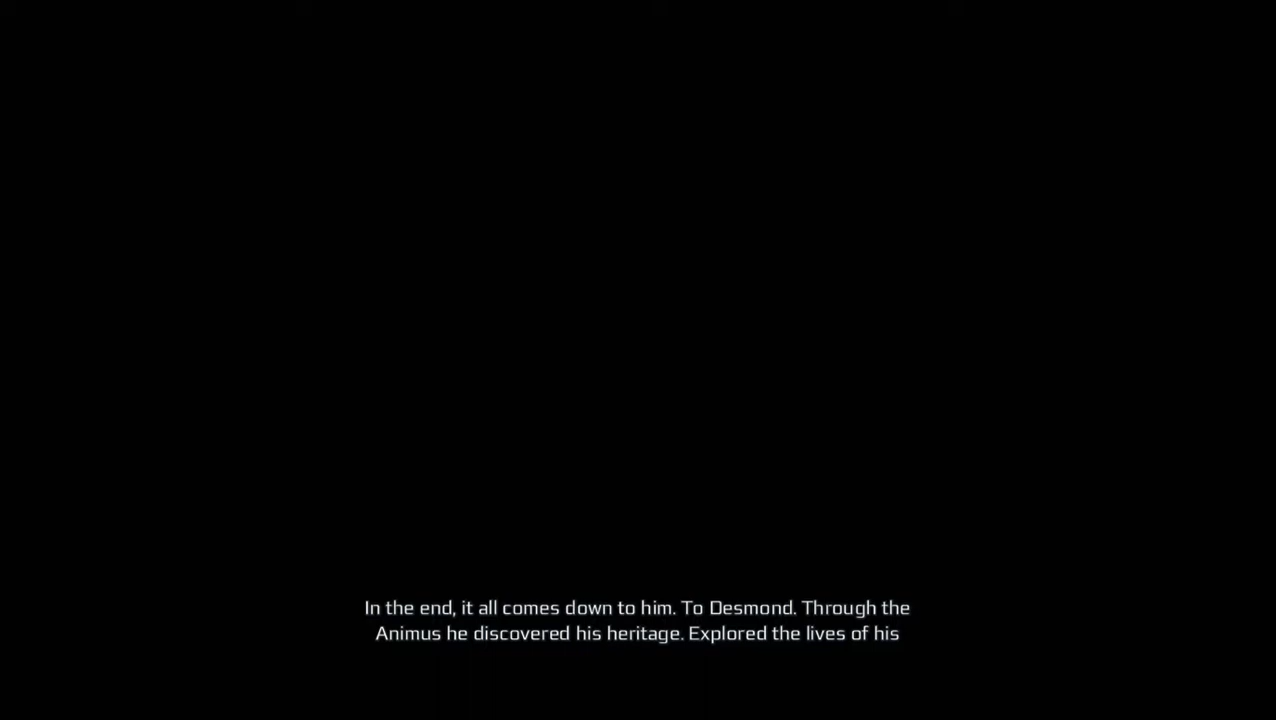 In the end, it all comes down to him. To Desmond. Through the
Animus he discovered his heritage. Explored the lives of his